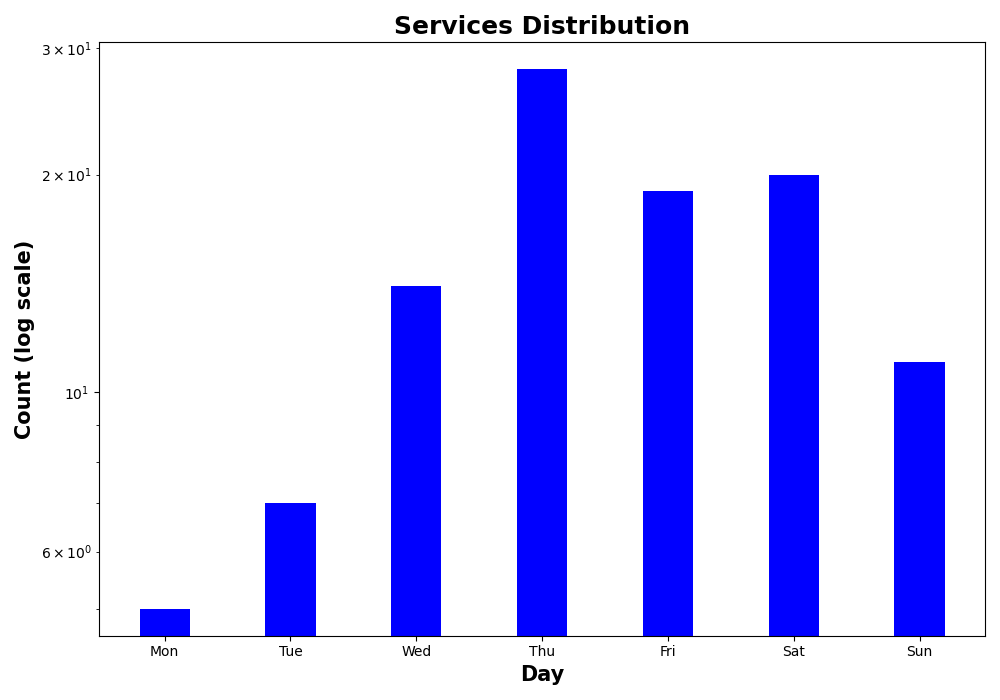 Services Distribution
3 × 10¹
2 × 10¹
10¹
6 × 10⁰
Count (log scale)
Mon Tue Wed Thu Fri Sat Sun
Day